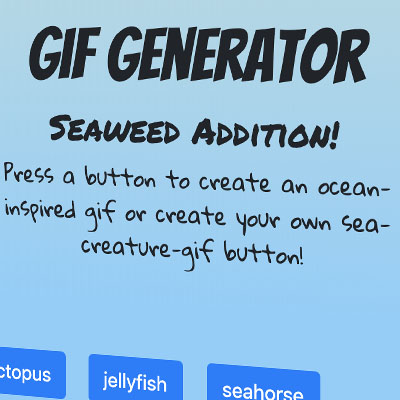 GIF GENERATOR
SEAWEED ADDITION!
Press a button to create an ocean-
inspired gif or create your own sea-
creature-gif button!
ctopus jellyfish seahorse